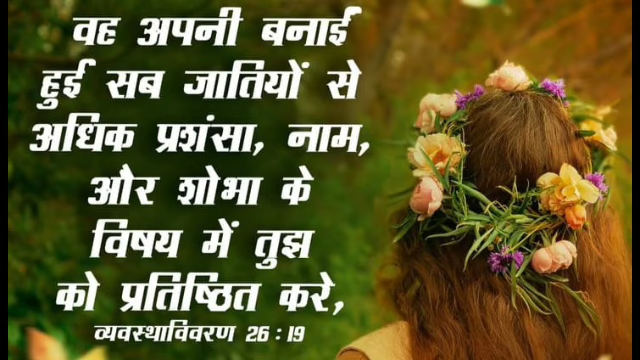 वह अपनी बनाई
हुई सब जातियों से
अधिक प्रशंसा, नाम,
और शोभा के
विषय में तुझ
को प्रतिष्ठित करे,
व्यवस्थाविवरण 26 : 19